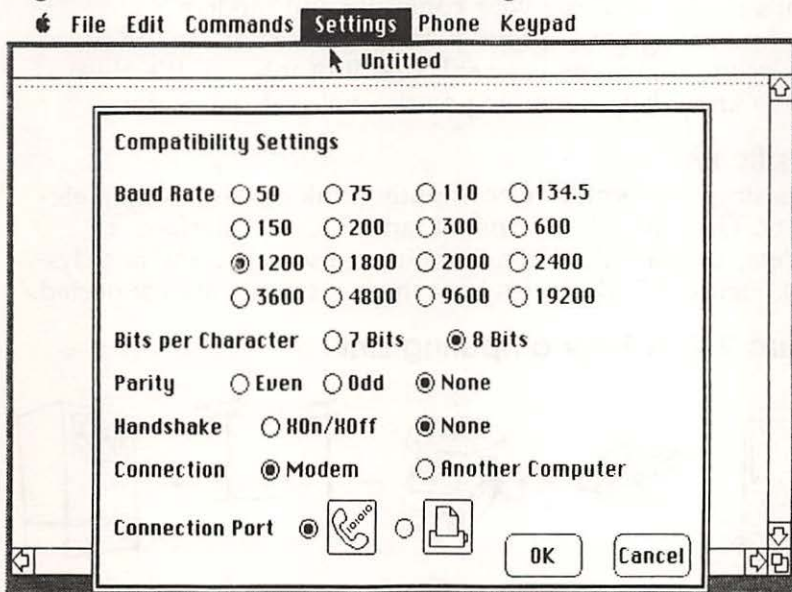 File Edit Commands Settings Phone Keypad
Untitled
Compatibility Settings
Baud Rate 50 75 110 134.5
150 200 300 600
1200 1800 2000 2400
3600 4800 9600 19200
Bits per Character 7 Bits 8 Bits
Parity Even Odd None
Handshake XOn/XOff None
Connection Modem Another Computer
Connection Port
OK Cancel